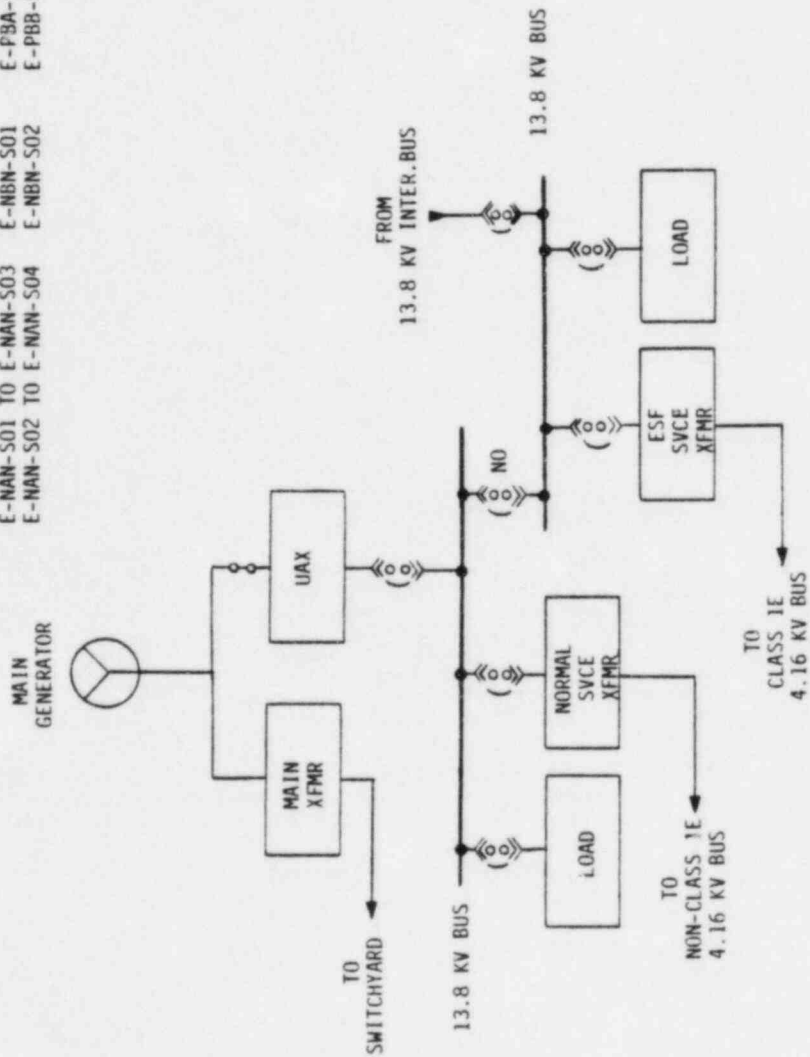 E-NAN-S01 TO E-NAN-S03 E-NBN-S01 E-PBA-
E-NAN-S02 TO E-NAN-S04 E-NBN-S02 E-PBB-
MAIN
GENERATOR
MAIN
XFMR
UAX
TO
SWITCHYARD
FROM
13.8 KV INTER.BUS
13.8 KV BUS
NO
13.8 KV BUS
LOAD
NORMAL
SVCE
XFMR
ESF
SVCE
XFMR
LOAD
TO
NON-CLASS 1E
4.16 KV BUS
TO
CLASS 1E
4.16 KV BUS